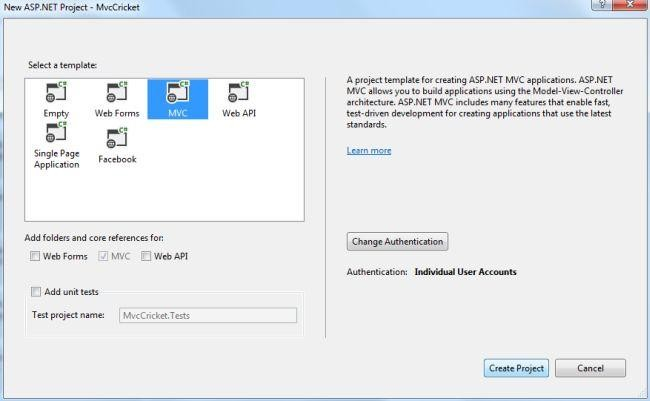 New ASP.NET Project - MvcCricket
?
Select a template:
C#
C#
C#
C#
Empty
Web Forms
MVC
Web API
C#
C#
Single Page
Application
Facebook
A project template for creating ASP.NET MVC applications. ASP.NET
MVC allows you to build applications using the Model-View-Controller
architecture. ASP.NET MVC includes many features that enable fast,
test-driven development for creating applications that use the latest
standards.
Learn more
Add folders and core references for:
Web Forms
MVC
Web API
Add unit tests
Test project name:
MvcCricket.Tests
Change Authentication
Authentication: Individual User Accounts
Create Project
Cancel